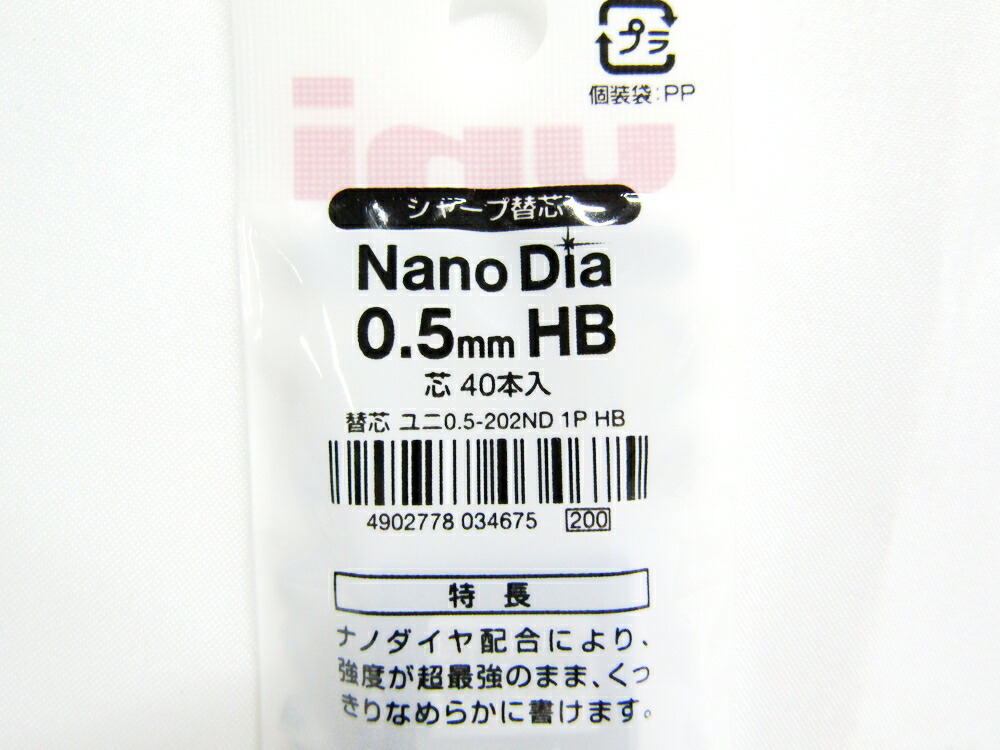 プラ
個装袋:PP
uni
シャープ替芯
Nano Dia
0.5mm HB
芯 40本入
替芯 ユニ0.5-202ND 1P HB
4902778 034675 200
特長
ナノダイヤ配合により、
強度が超最強のまま、くっ
きりなめらかに書けます。